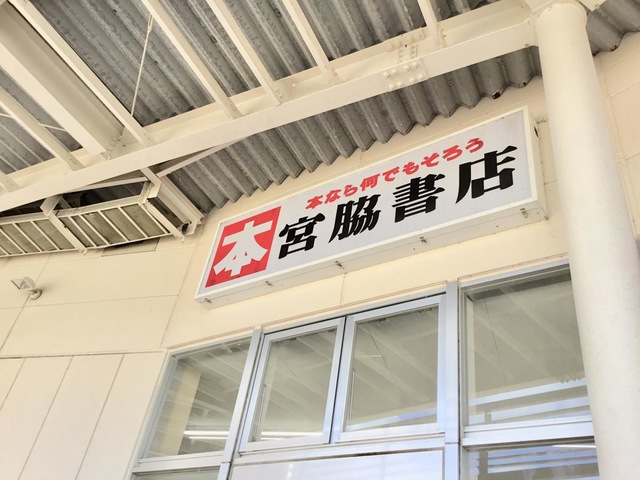 本なら何でもそろう
本 宮脇書店